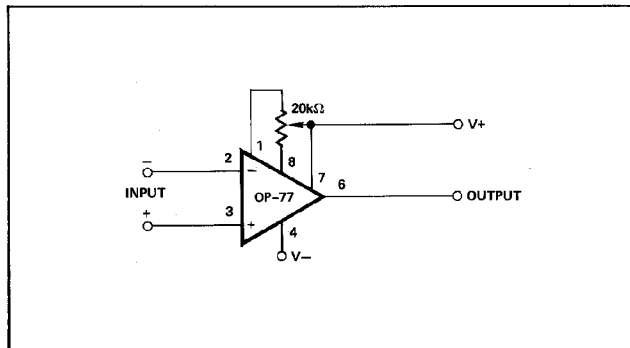 20kΩ
V+
1
8
7
6
2
−
−
INPUT
OP-77
OUTPUT
+
3
+
4
V−